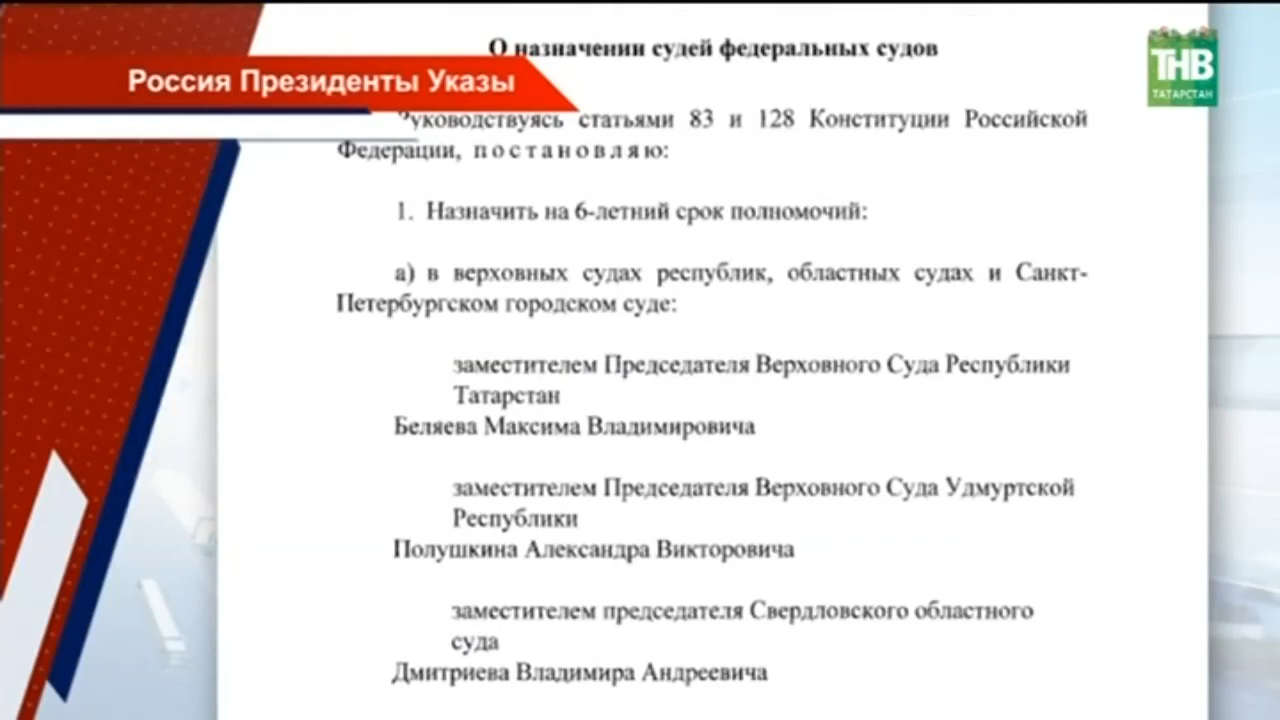 О назначении судей федеральных судов
Россия Президенты Указы
ТНВ
ТАТАРСТАН
Руководствуясь статьями 83 и 128 Конституции Российской
Федерации, п о с т а н о в л я ю:
1. Назначить на 6-летний срок полномочий:
а) в верховных судах республик, областных судах и Санкт-
Петербургском городском суде:
заместителем Председателя Верховного Суда Республики
Татарстан
Беляева Максима Владимировича
заместителем Председателя Верховного Суда Удмуртской
Республики
Полушкина Александра Викторовича
заместителем председателя Свердловского областного
суда
Дмитриева Владимира Андреевича